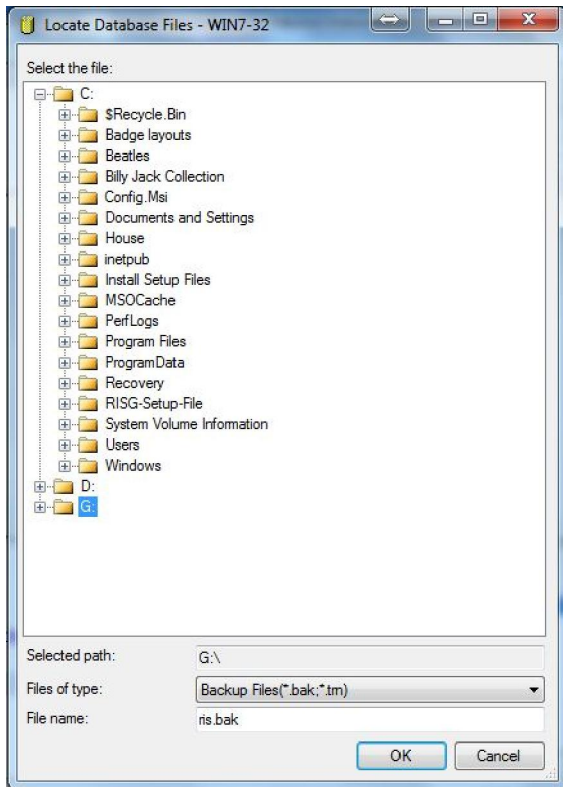 Locate Database Files - WIN7-32
Select the file:
C:
$Recycle.Bin
Badge layouts
Beatles
Billy Jack Collection
Config.Msi
Documents and Settings
House
inetpub
Install Setup Files
MSOCache
PerfLogs
Program Files
ProgramData
Recovery
RISG-Setup-File
System Volume Information
Users
Windows
D:
G:
Selected path: G:\
Files of type: Backup Files(*.bak;*.trn)
File name: ris.bak
OK Cancel